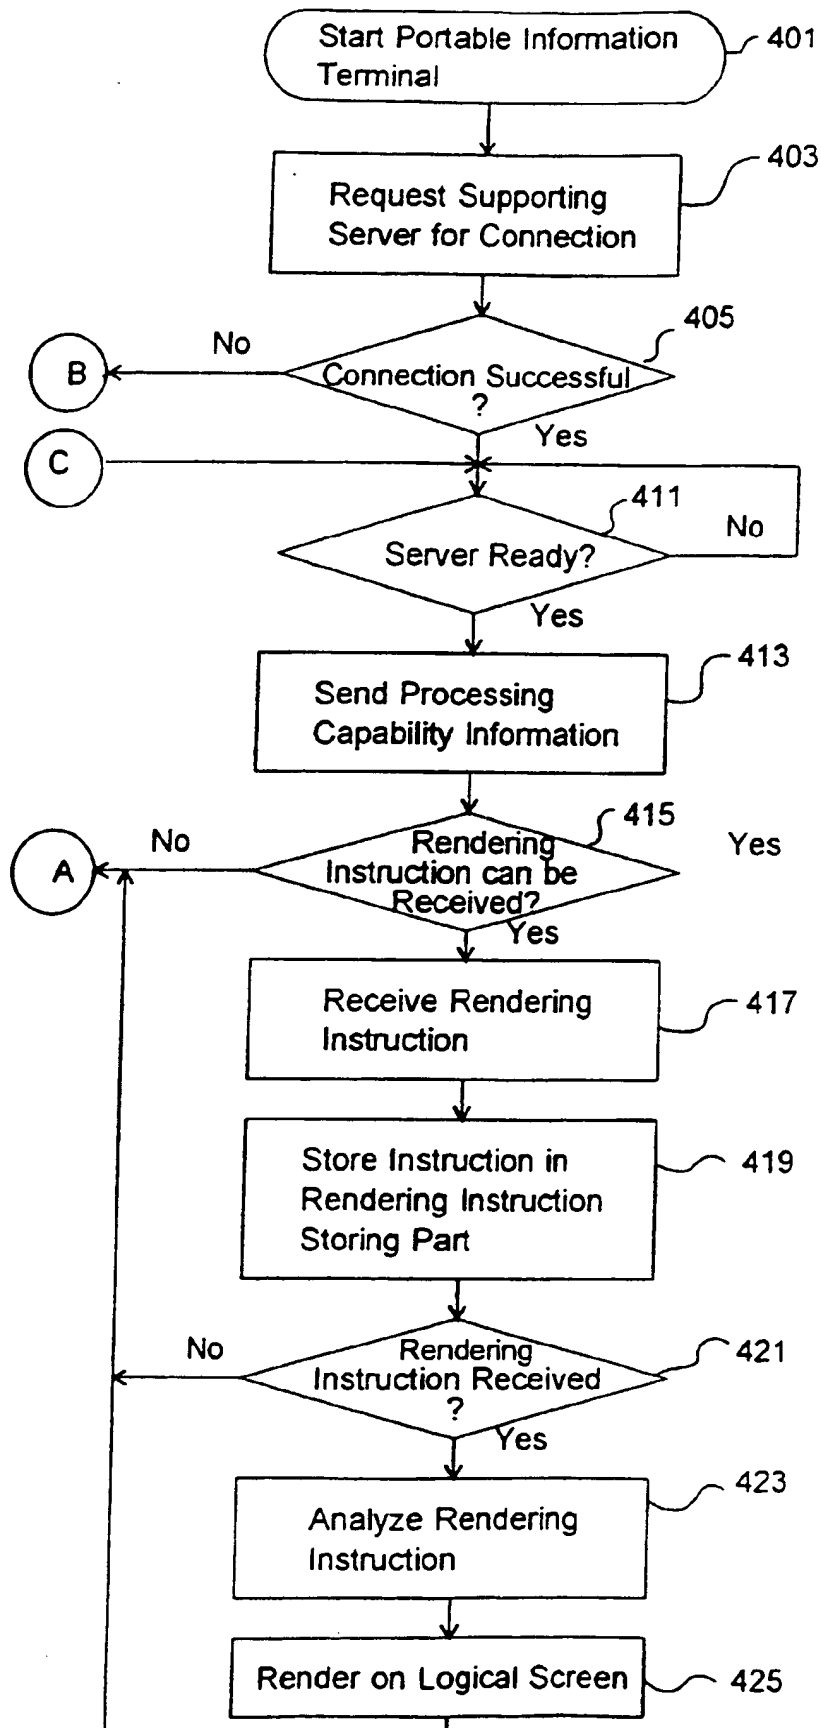 Start Portable Information
Terminal
401
403
Request Supporting
Server for Connection
405
No
B
Connection Successful
?
Yes
C
411
No
Server Ready?
Yes
413
Send Processing
Capability Information
415
No
Yes
A
Rendering
Instruction can be
Received?
Yes
417
Receive Rendering
Instruction
419
Store Instruction in
Rendering Instruction
Storing Part
421
No
Rendering
Instruction Received
?
Yes
423
Analyze Rendering
Instruction
Render on Logical Screen
425